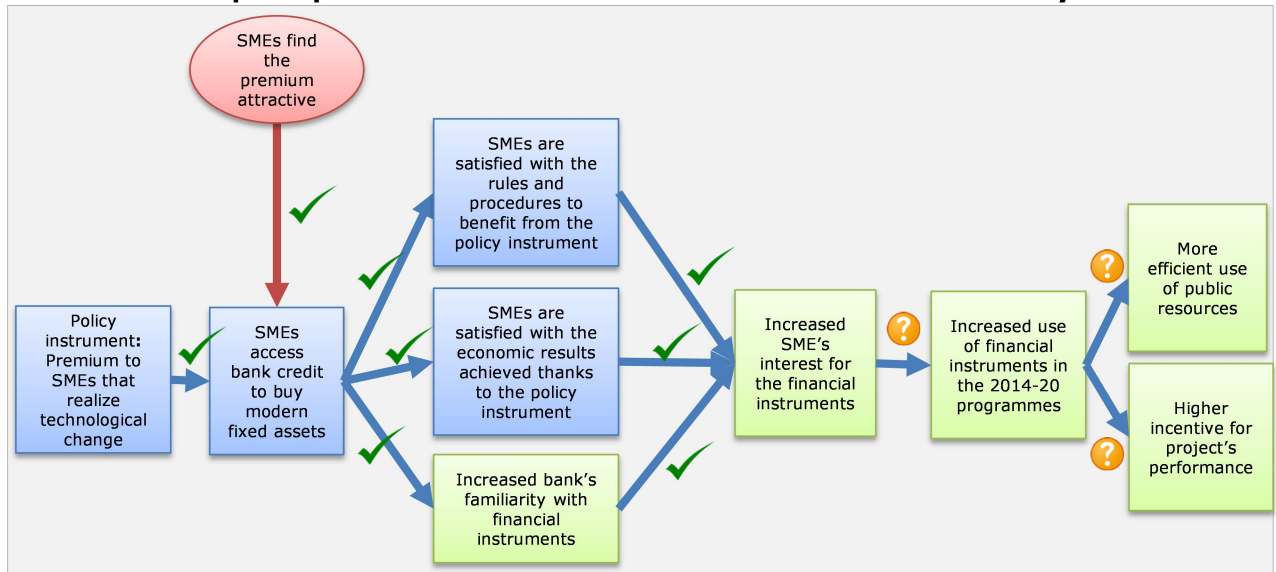 SMEs find
the
premium
attractive
Policy
instrument:
Premium to
SMEs that
realize
technological
change
SMEs
access
bank credit
to buy
modern
fixed assets
SMEs are
satisfied with the
rules and
procedures to
benefit from the
policy instrument
SMEs are
satisfied with the
economic results
achieved thanks
to the policy
instrument
Increased bank’s
familiarity with
financial
instruments
Increased
SME’s
interest for
the financial
instruments
?
Increased use
of financial
instruments in
the 2014-20
programmes
?
?
More
efficient use
of public
resources
Higher
incentive for
project’s
performance